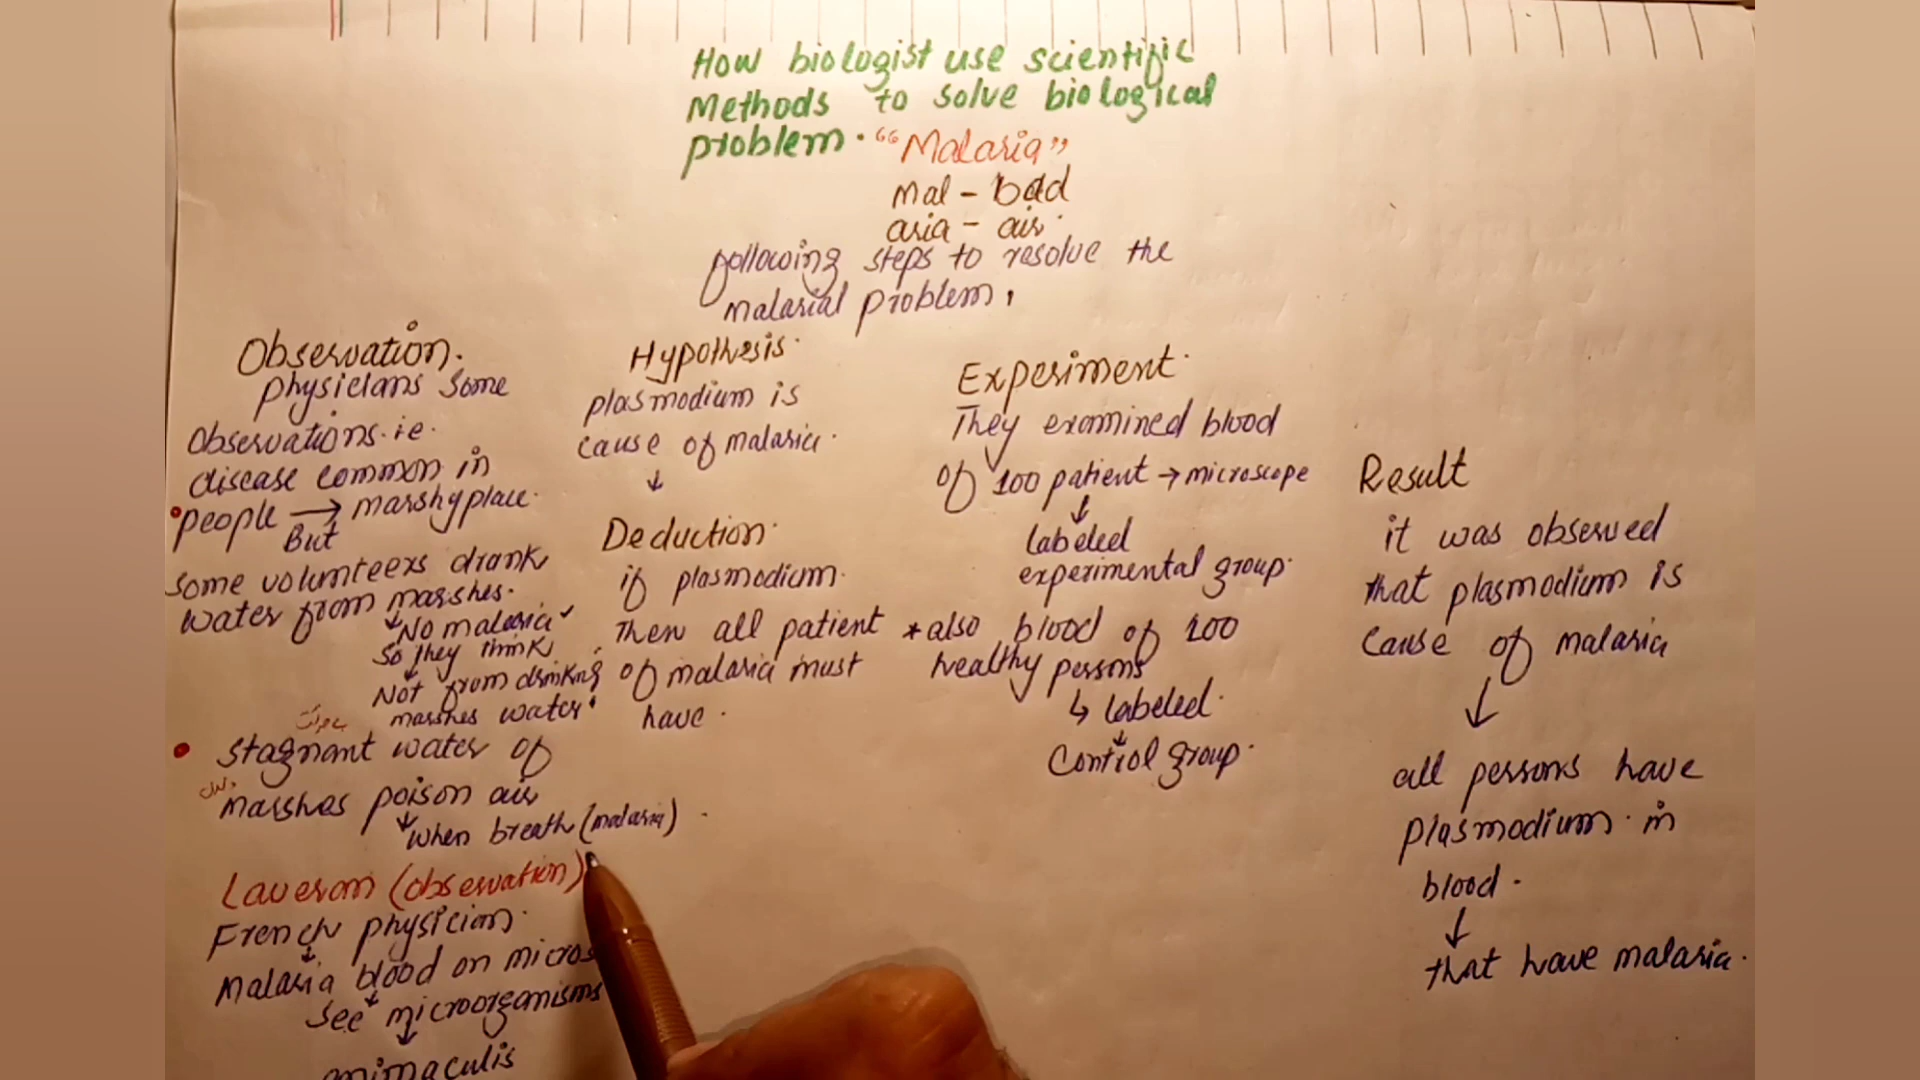 How biologist use scientific
Methods to solve biological
problem. "Malaria"
Mal - bad
aria - air.
following steps to resolve the
malarial problem,
Observation.
physicians some
observations.i.e.
disease common in
people → marshyplace.
But
some volunteers drank
water from marshes.
↓No malaria
so they think
Not from drinking
marshes water.
stagnant water of
marshes poison air
↓when breath (malaria)
Laveran (observation)
French physician.
Malaria blood on micros
see microorganisms
animaculis
Hypothesis.
plasmodium is
cause of malaria.
↓
Deduction.
if plasmodium.
Then all patient
of malaria must
have.
Experiment.
They examined blood
of 100 patient → microscope
↓
labeled
experimental group.
*also blood of 100
healthy persons
↳ labeled.
↓
Control group.
Result
it was observed
that plasmodium is
cause of malaria
↓
all persons have
plasmodium in
blood.
↓
that have malaria.